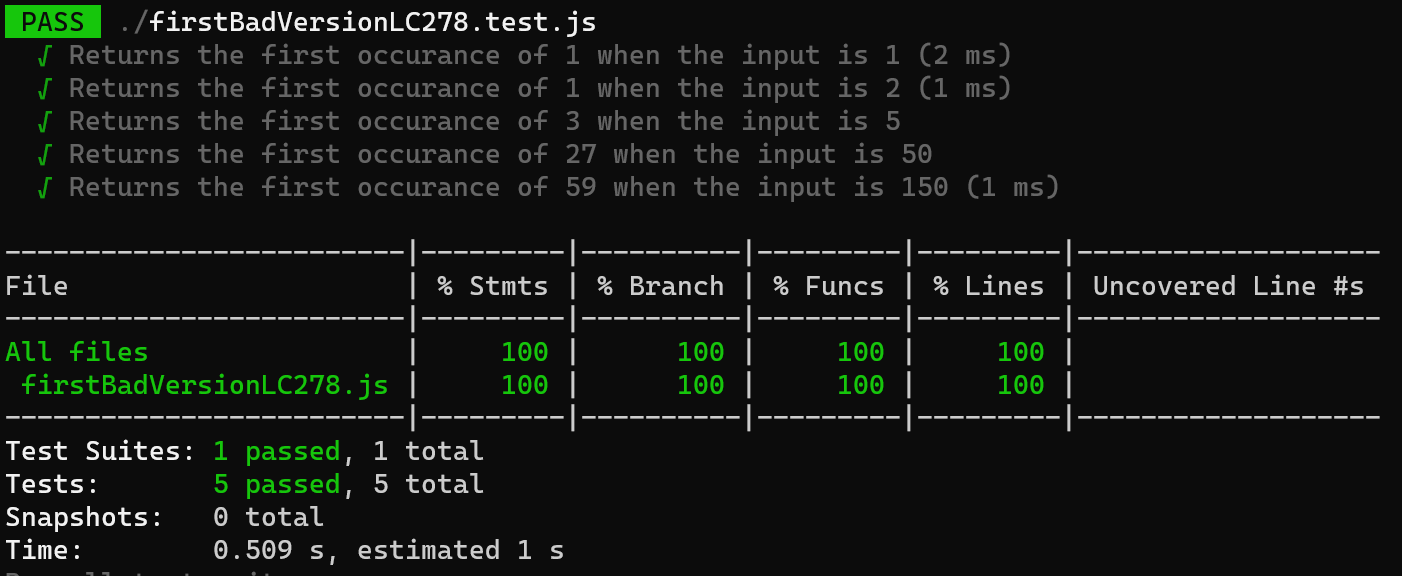 PASS ./firstBadVersionLC278.test.js
√ Returns the first occurance of 1 when the input is 1 (2 ms)
√ Returns the first occurance of 1 when the input is 2 (1 ms)
√ Returns the first occurance of 3 when the input is 5
√ Returns the first occurance of 27 when the input is 50
√ Returns the first occurance of 59 when the input is 150 (1 ms)
-------------------------|---------|----------|---------|---------|-------------------
File                     | % Stmts | % Branch | % Funcs | % Lines | Uncovered Line #s
-------------------------|---------|----------|---------|---------|-------------------
All files                |     100 |      100 |     100 |     100 |
 firstBadVersionLC278.js |     100 |      100 |     100 |     100 |
-------------------------|---------|----------|---------|---------|-------------------
Test Suites: 1 passed, 1 total
Tests:       5 passed, 5 total
Snapshots:   0 total
Time:        0.509 s, estimated 1 s